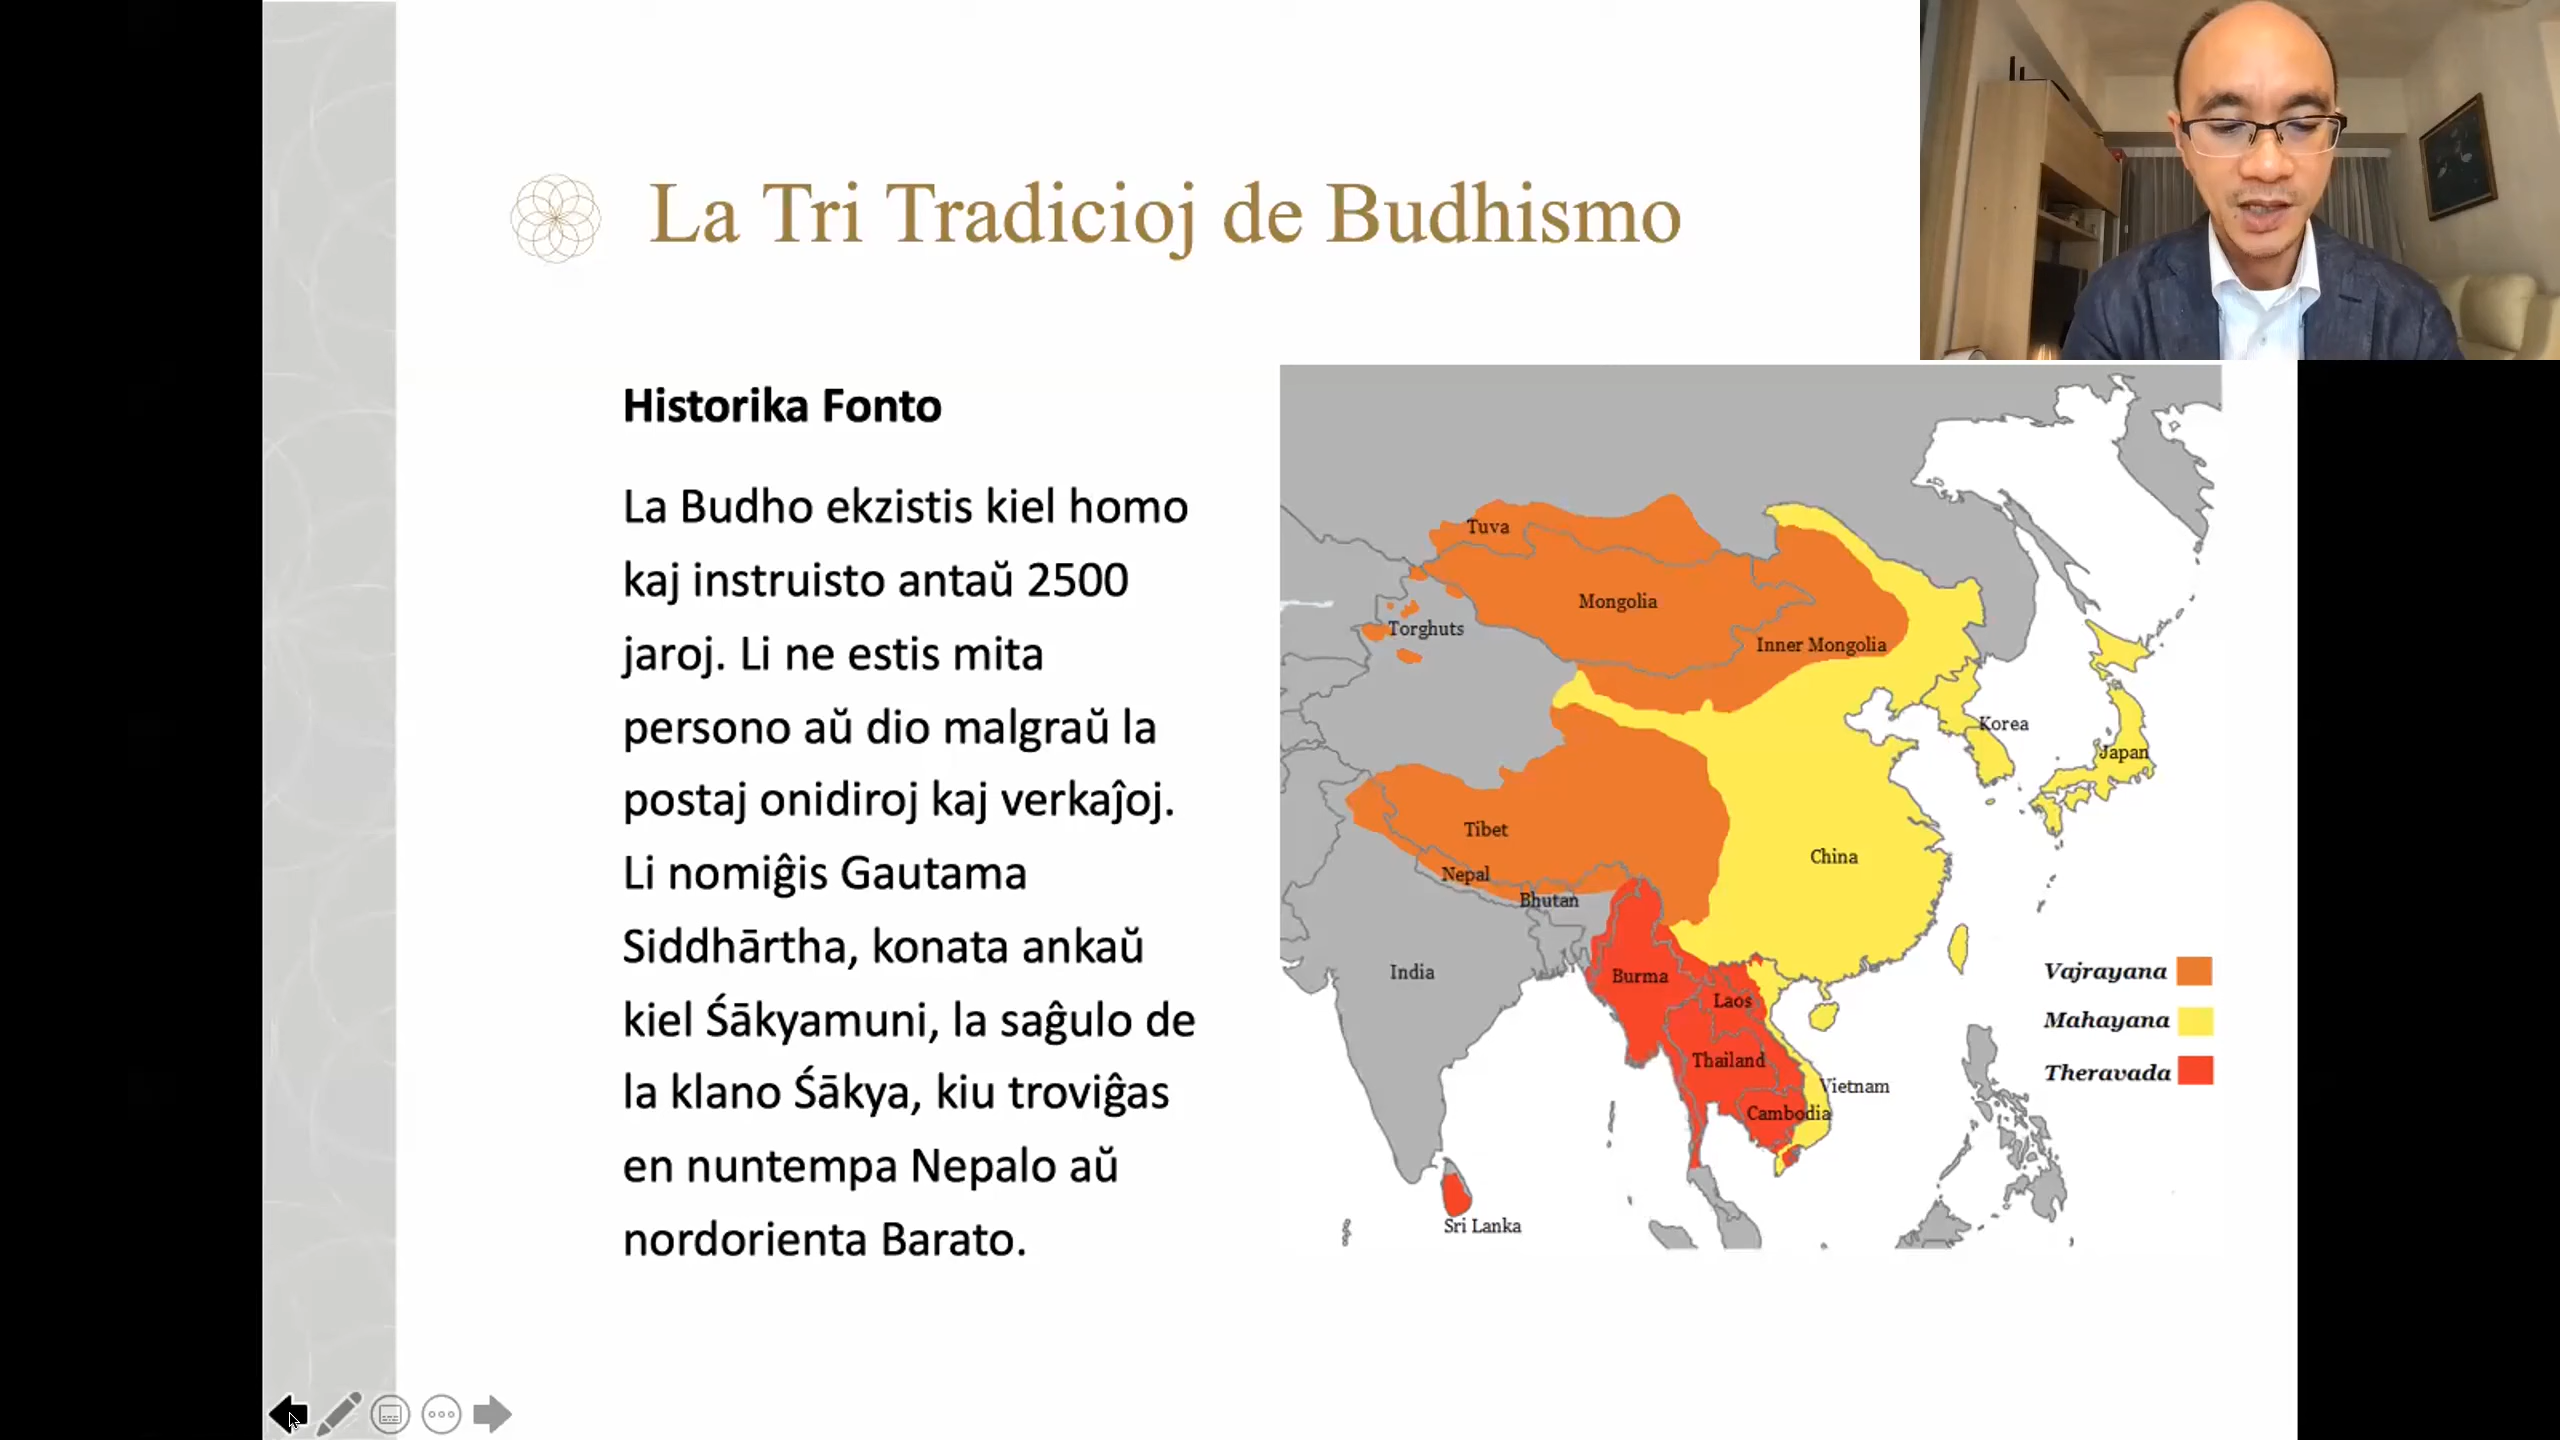 La Tri Tradicioj de Budhismo
Historika Fonto
La Budho ekzistis kiel homo
kaj instruisto antaŭ 2500
jaroj. Li ne estis mita
persono aŭ dio malgraŭ la
postaj onidiroj kaj verkaĵoj.
Li nomiĝis Gautama
Siddhārtha, konata ankaŭ
kiel Śākyamuni, la saĝulo de
la klano Śākya, kiu troviĝas
en nuntempa Nepalo aŭ
nordorienta Barato.
Tuva
Mongolia
Torghuts
Inner Mongolia
Korea
Japan
Tibet
China
Nepal
Bhutan
India
Burma
Laos
Thailand
Vietnam
Cambodia
Sri Lanka
Vajrayana
Mahayana
Theravada